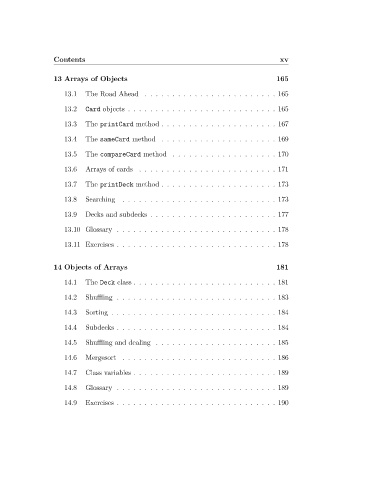 Contents xv
13 Arrays of Objects 165
13.1 The Road Ahead . . . . . . . . . . . . . . . . . . . . . . . . . 165
13.2 Card objects . . . . . . . . . . . . . . . . . . . . . . . . . . . . 165
13.3 The printCard method . . . . . . . . . . . . . . . . . . . . . . 167
13.4 The sameCard method . . . . . . . . . . . . . . . . . . . . . . 169
13.5 The compareCard method . . . . . . . . . . . . . . . . . . . . 170
13.6 Arrays of cards . . . . . . . . . . . . . . . . . . . . . . . . . . 171
13.7 The printDeck method . . . . . . . . . . . . . . . . . . . . . . 173
13.8 Searching . . . . . . . . . . . . . . . . . . . . . . . . . . . . . 173
13.9 Decks and subdecks . . . . . . . . . . . . . . . . . . . . . . . . 177
13.10 Glossary . . . . . . . . . . . . . . . . . . . . . . . . . . . . . . 178
13.11 Exercises . . . . . . . . . . . . . . . . . . . . . . . . . . . . . . 178
14 Objects of Arrays 181
14.1 The Deck class . . . . . . . . . . . . . . . . . . . . . . . . . . . 181
14.2 Shuffling . . . . . . . . . . . . . . . . . . . . . . . . . . . . . . 183
14.3 Sorting . . . . . . . . . . . . . . . . . . . . . . . . . . . . . . . 184
14.4 Subdecks . . . . . . . . . . . . . . . . . . . . . . . . . . . . . . 184
14.5 Shuffling and dealing . . . . . . . . . . . . . . . . . . . . . . . 185
14.6 Mergesort . . . . . . . . . . . . . . . . . . . . . . . . . . . . . 186
14.7 Class variables . . . . . . . . . . . . . . . . . . . . . . . . . . . 189
14.8 Glossary . . . . . . . . . . . . . . . . . . . . . . . . . . . . . . 189
14.9 Exercises . . . . . . . . . . . . . . . . . . . . . . . . . . . . . . 190